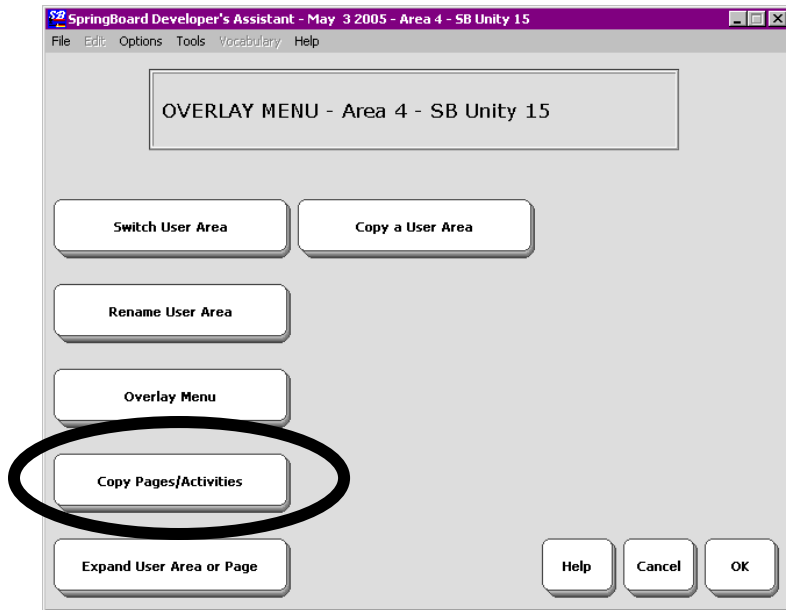 SB SpringBoard Developer's Assistant - May 3 2005 - Area 4 - SB Unity 15
File Edit Options Tools Vocabulary Help
OVERLAY MENU - Area 4 - SB Unity 15
Switch User Area Copy a User Area
Rename User Area
Overlay Menu
Copy Pages/Activities
Expand User Area or Page Help Cancel OK